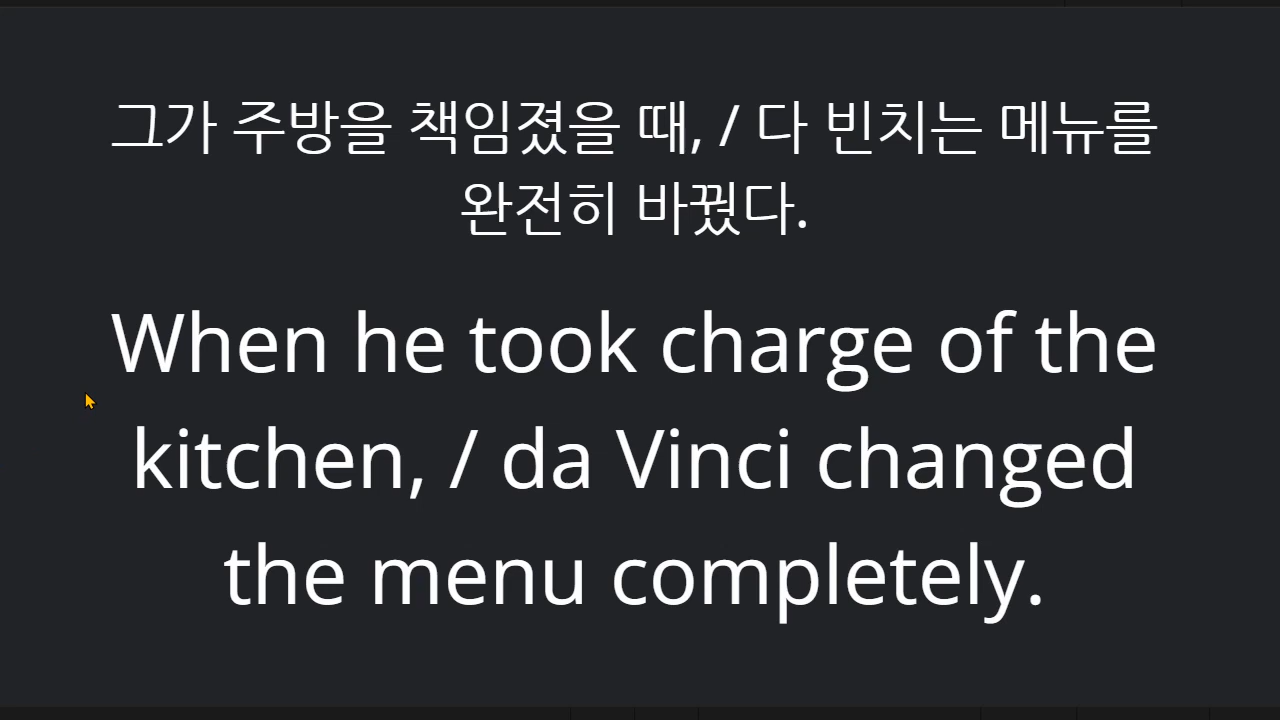 그가 주방을 책임졌을 때, / 다 빈치는 메뉴를
완전히 바꿨다.
When he took charge of the
kitchen, / da Vinci changed
the menu completely.